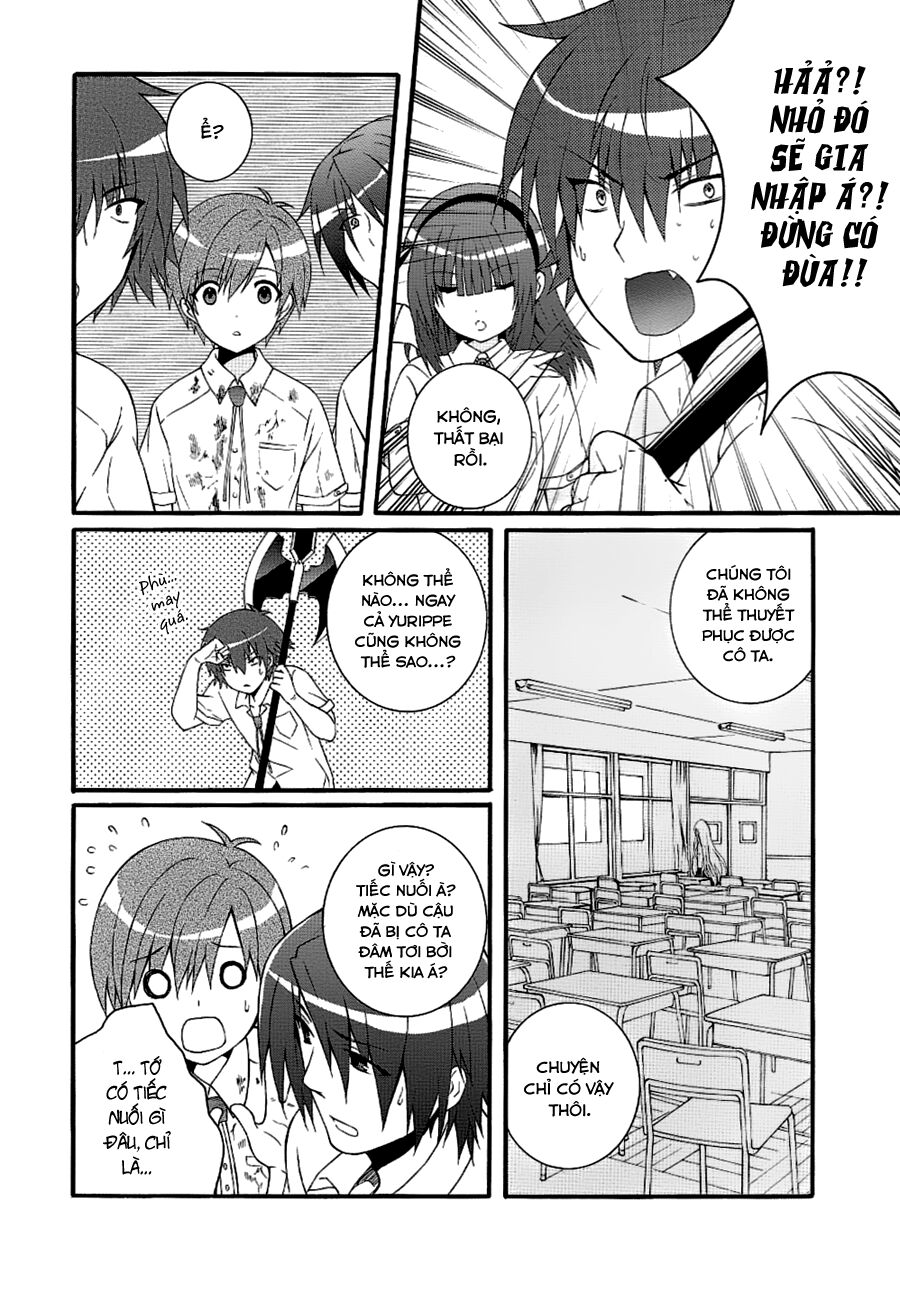 HẢẢ?!
NHỎ ĐÓ
SẼ GIA
NHẬP Á?!
ĐỪNG CÓ
ĐÙA!!
KHÔNG,
THẤT BẠI
RỒI.
Ể?
CHÚNG TÔI
ĐÃ KHÔNG
THỂ THUYẾT
PHỤC ĐƯỢC
CÔ TA.
CHUYỆN
CHỈ CÓ VẬY
THÔI.
KHÔNG THỂ
NÀO... NGAY
CẢ YURIPPE
CŨNG KHÔNG
THỂ SAO...?
Phù...
may
quá.
GÌ VẬY?
TIẾC NUỐI À?
MẶC DÙ CẬU
ĐÃ BỊ CÔ TA
ĐÂM TƠI BỜI
THẾ KIA Á?
T... TỚ
CÓ TIẾC
NUỐI GÌ
ĐÂU, CHỈ
LÀ...